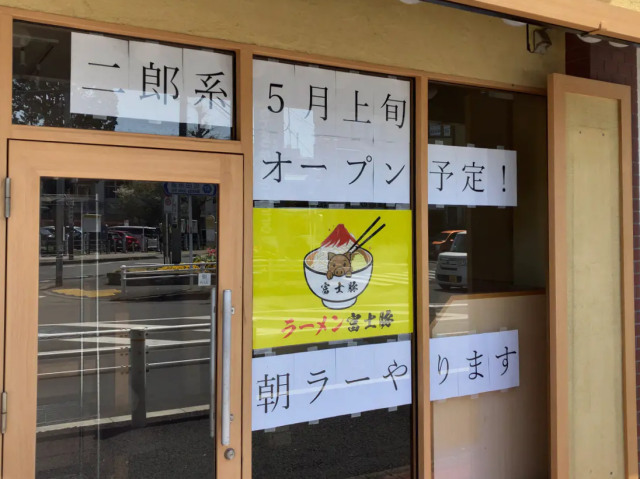 二郎系 5月上旬
オープン予定!
富士豚
ラーメン富士豚
朝ラーやります